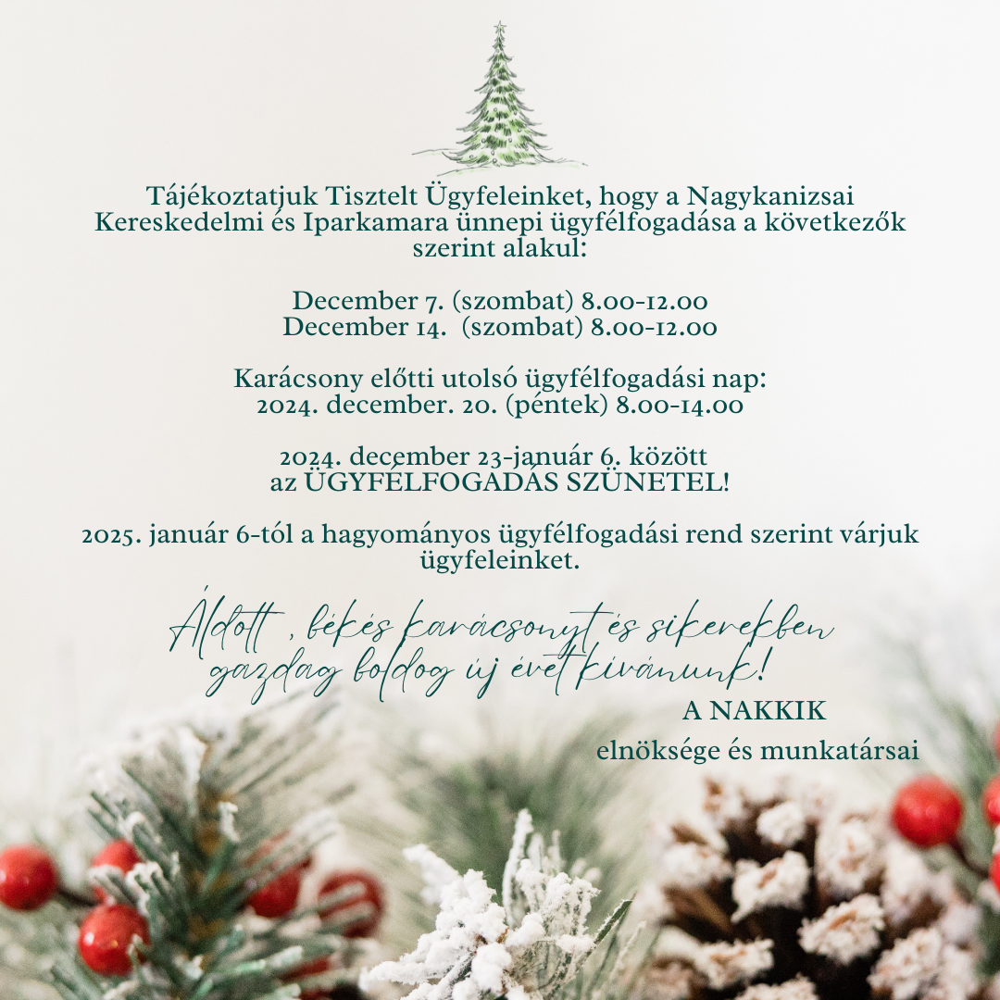 Tájékoztatjuk Tisztelt Ügyfeleinket, hogy a Nagykanizsai
Kereskedelmi és Iparkamara ünnepi ügyfélfogadása a következők
szerint alakul:
December 7. (szombat) 8.00-12.00
December 14. (szombat) 8.00-12.00
Karácsony előtti utolsó ügyfélfogadási nap:
2024. december. 20. (péntek) 8.00-14.00
2024. december 23-január 6. között
az ÜGYFÉLFOGADÁS SZÜNETEL!
2025. január 6-tól a hagyományos ügyfélfogadási rend szerint várjuk
ügyfeleinket.
Áldott , békés karácsonyt és sikerekben
gazdag boldog új évet kívánunk!
A NAKKIK
elnöksége és munkatársai